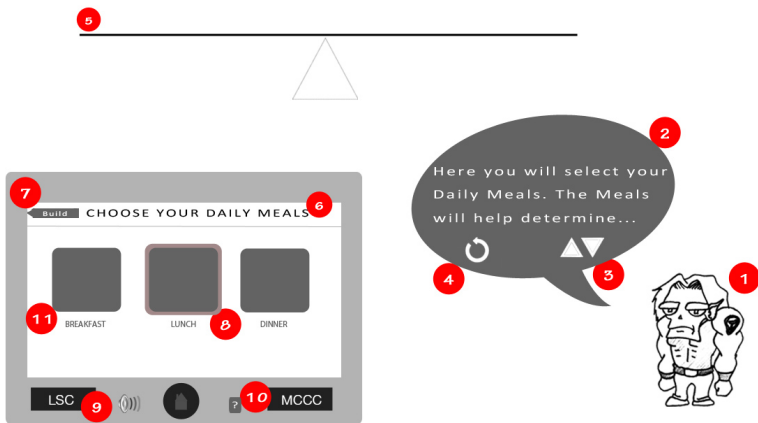 5
2
Here you will select your
Daily Meals. The Meals
will help determine...
4
3
1
7
6
Build CHOOSE YOUR DAILY MEALS
11
8
BREAKFAST LUNCH DINNER
LSC
9
?
10
MCCC